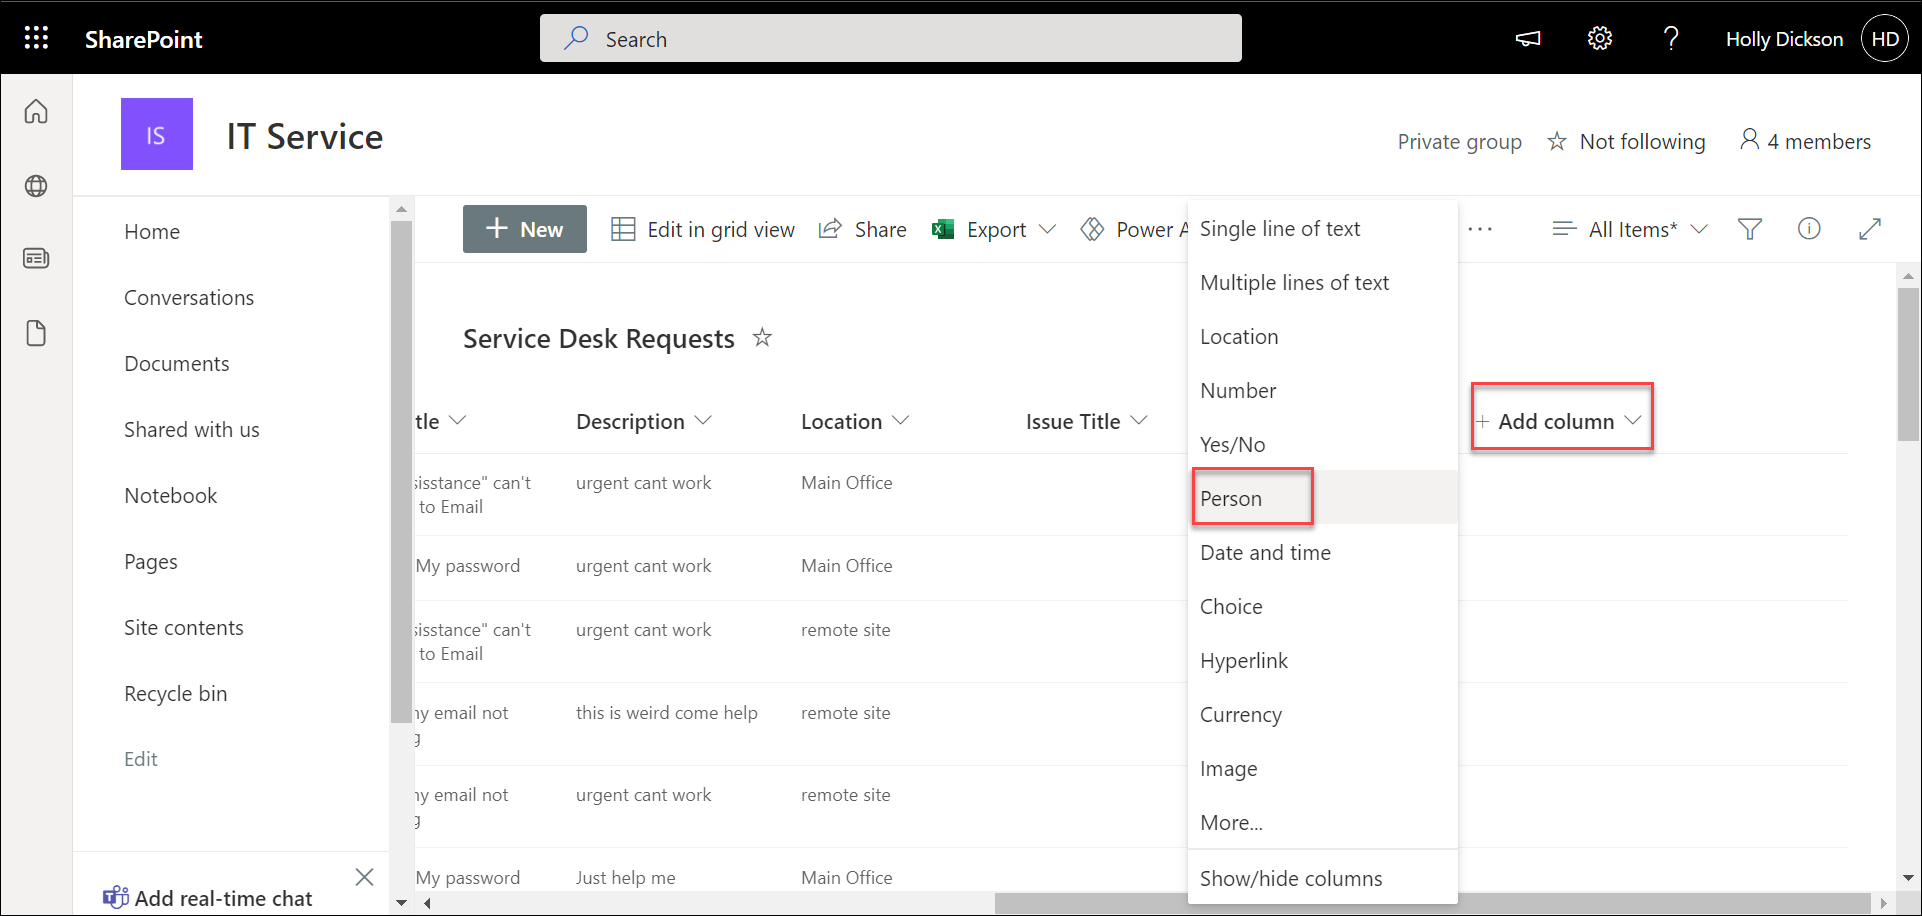 SharePoint
Search
Holly Dickson
HD
IS
IT Service
Private group
Not following
4 members
Home
Conversations
Documents
Shared with us
Notebook
Pages
Site contents
Recycle bin
Edit
Add real-time chat
+ New
Edit in grid view
Share
Export
Power A
...
All Items*
Service Desk Requests
tle
Description
Location
Issue Title
+ Add column
sisstance" can't
to Email
urgent cant work
Main Office
My password
urgent cant work
Main Office
sisstance" can't
to Email
urgent cant work
remote site
ny email not
g
this is weird come help
remote site
ny email not
g
urgent cant work
remote site
My password
Just help me
Main Office
Single line of text
Multiple lines of text
Location
Number
Yes/No
Person
Date and time
Choice
Hyperlink
Currency
Image
More...
Show/hide columns